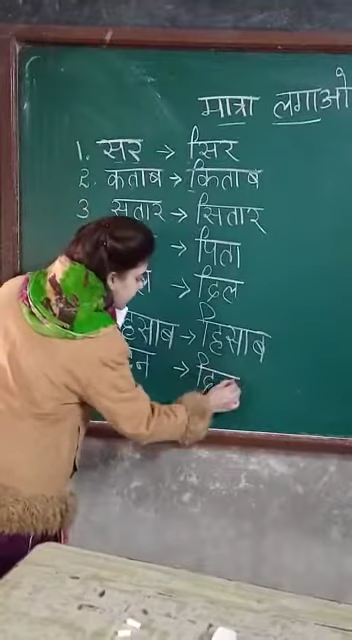 मात्रा लगाओ
1. सर → सिर
2. कताब → किताब
3. सतार → सितार
→ पिता
→ दिल
हसाब → हिसाब
→